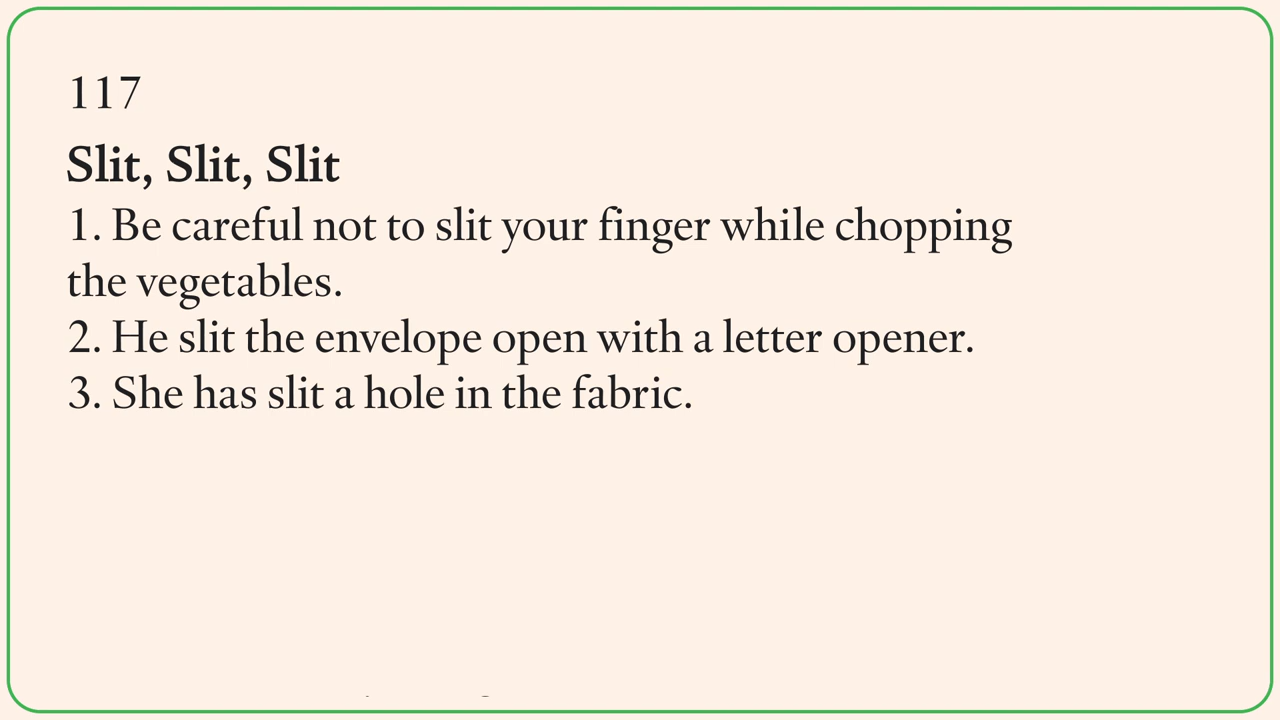 117
Slit, Slit, Slit
1. Be careful not to slit your finger while chopping
the vegetables.
2. He slit the envelope open with a letter opener.
3. She has slit a hole in the fabric.